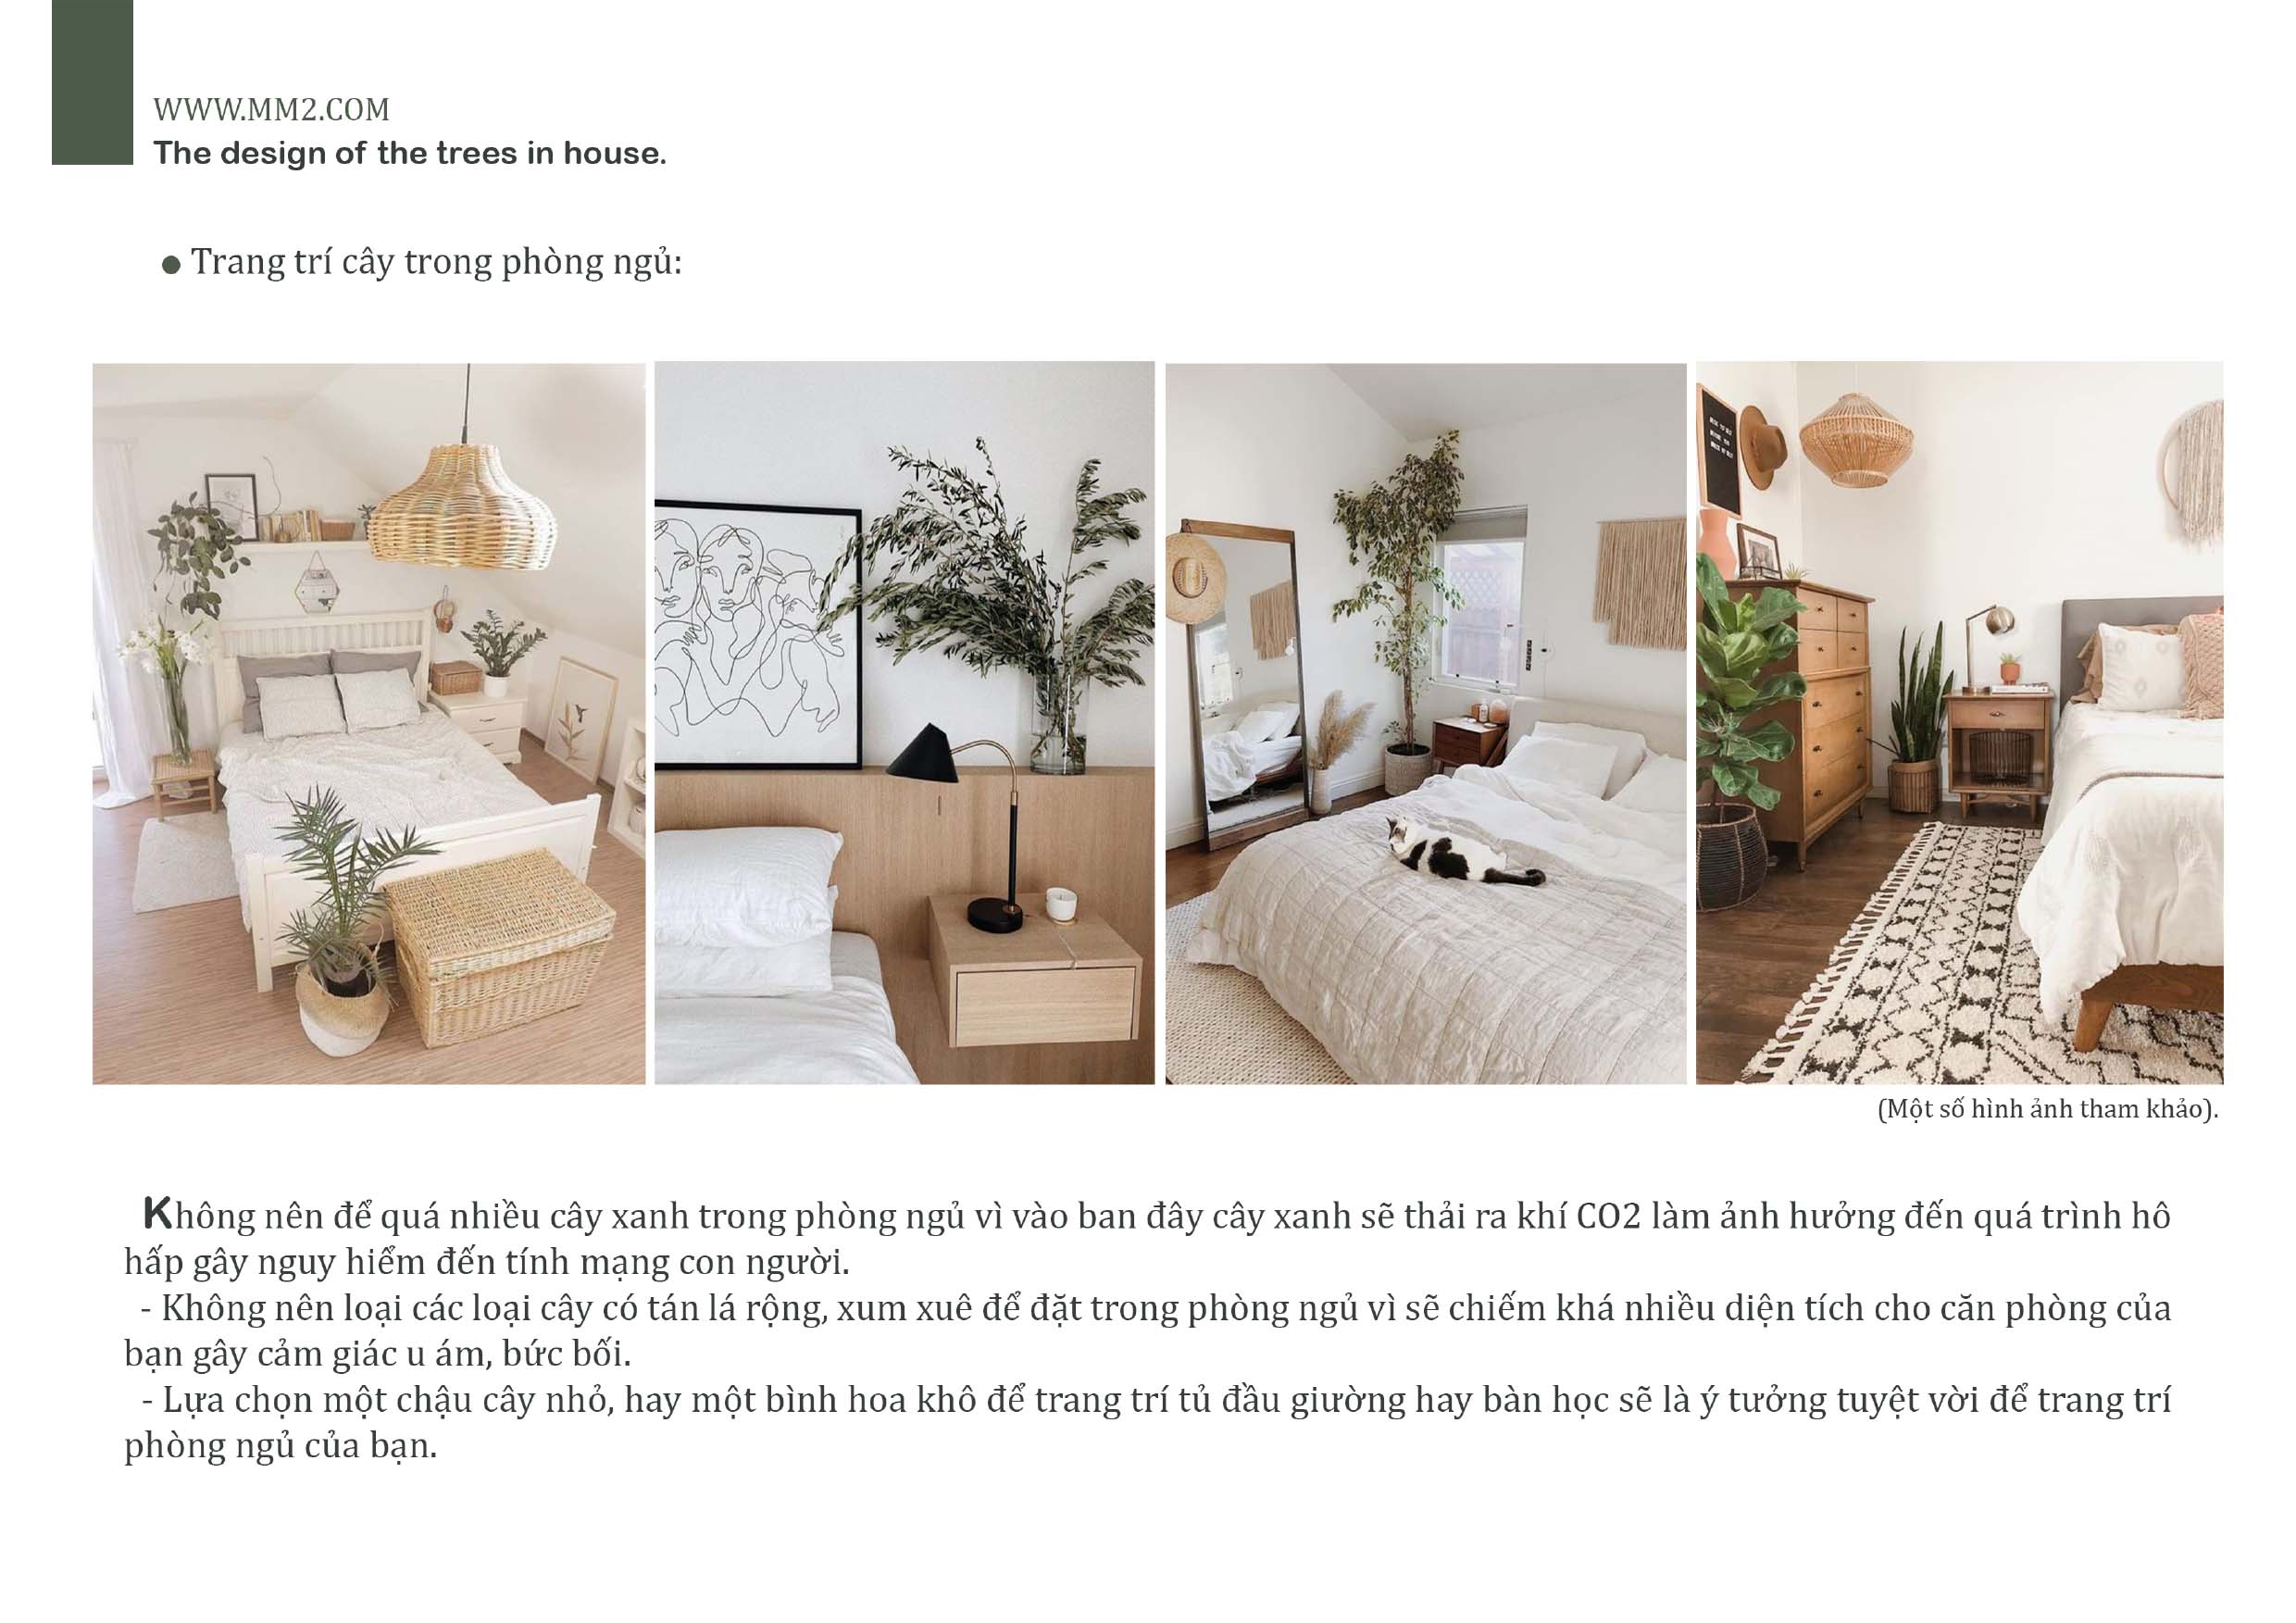 WWW.MM2.COM
The design of the trees in house.
● Trang trí cây trong phòng ngủ:
(Một số hình ảnh tham khảo).
Không nên để quá nhiều cây xanh trong phòng ngủ vì vào ban đây cây xanh sẽ thải ra khí CO2 làm ảnh hưởng đến quá trình hô
hấp gây nguy hiểm đến tính mạng con người.
- Không nên loại các loại cây có tán lá rộng, xum xuê để đặt trong phòng ngủ vì sẽ chiếm khá nhiều diện tích cho căn phòng của
bạn gây cảm giác u ám, bức bối.
- Lựa chọn một chậu cây nhỏ, hay một bình hoa khô để trang trí tủ đầu giường hay bàn học sẽ là ý tưởng tuyệt vời để trang trí
phòng ngủ của bạn.